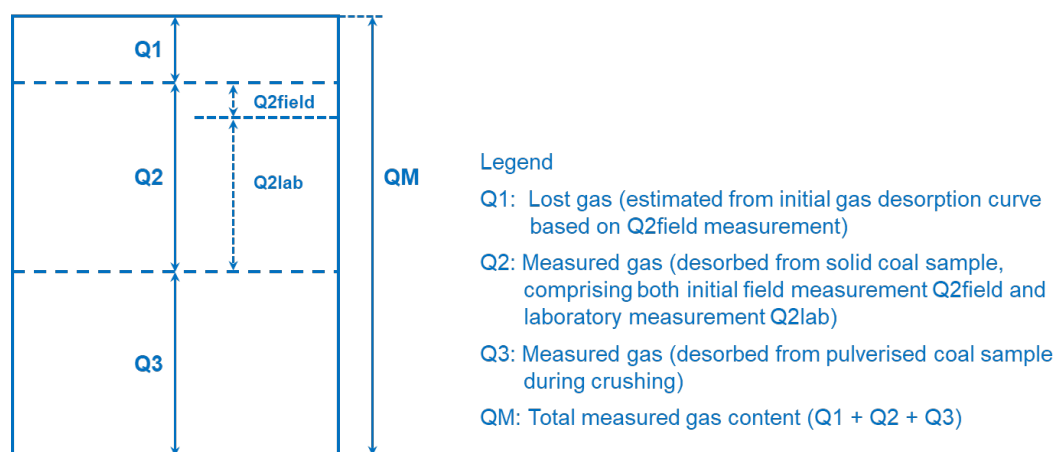 Q1
Q2field
Q2
Q2lab
QM
Q3
Legend
Q1: Lost gas (estimated from initial gas desorption curve
based on Q2field measurement)
Q2: Measured gas (desorbed from solid coal sample,
comprising both initial field measurement Q2field and
laboratory measurement Q2lab)
Q3: Measured gas (desorbed from pulverised coal sample
during crushing)
QM: Total measured gas content (Q1 + Q2 + Q3)